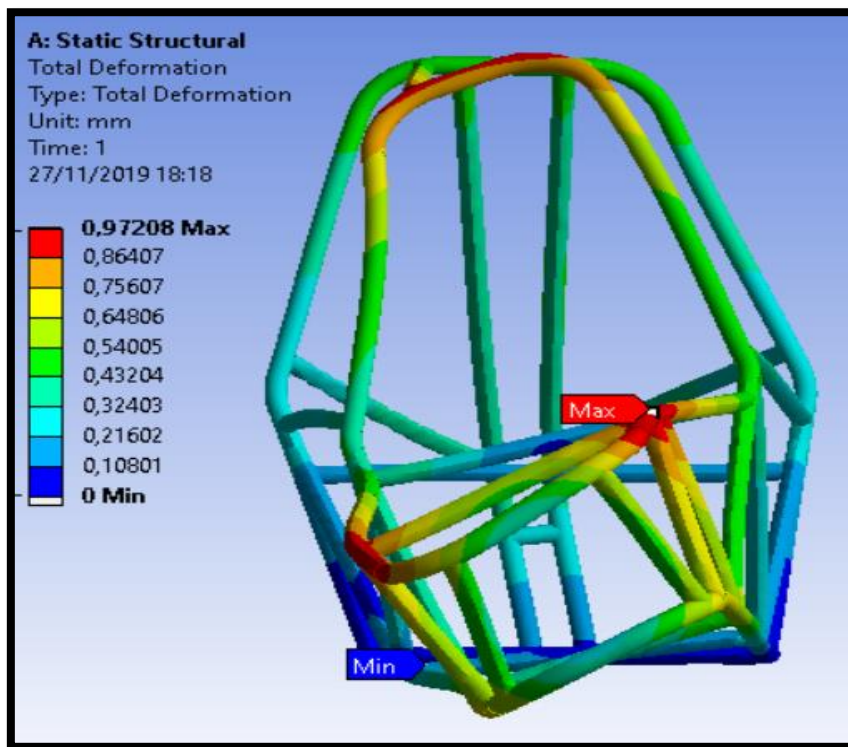 A: Static Structural
Total Deformation
Type: Total Deformation
Unit: mm
Time: 1
27/11/2019 18:18
0,97208 Max
0,86407
0,75607
0,64806
0,54005
0,43204
0,32403
0,21602
0,10801
0 Min
Max
Min